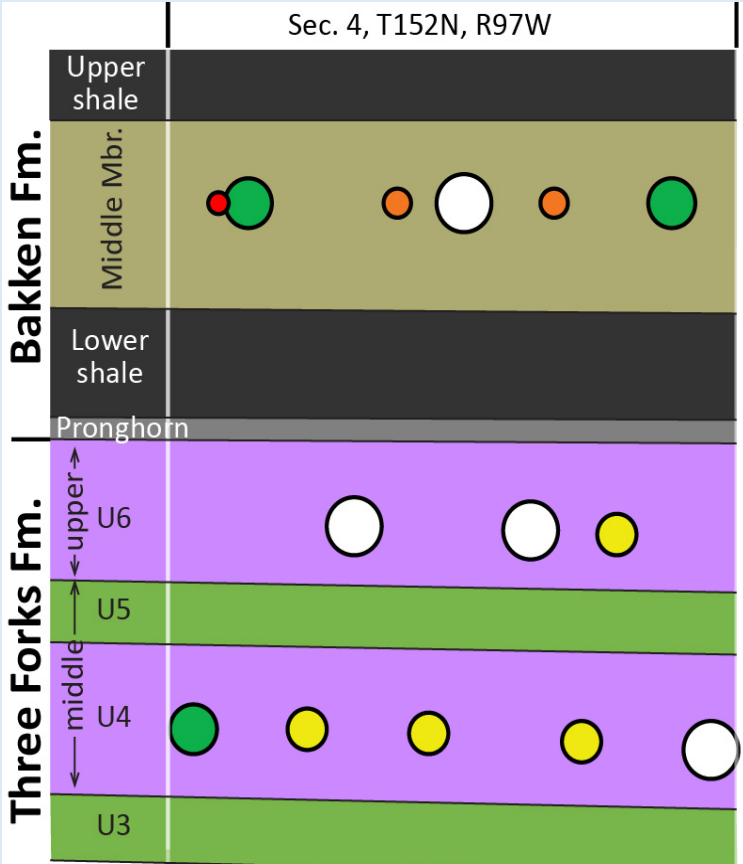 Sec. 4, T152N, R97W
Bakken Fm.
Upper
shale
Middle Mbr.
Lower
shale
Pronghorn
Three Forks Fm.
upper
U6
U5
middle
U4
U3